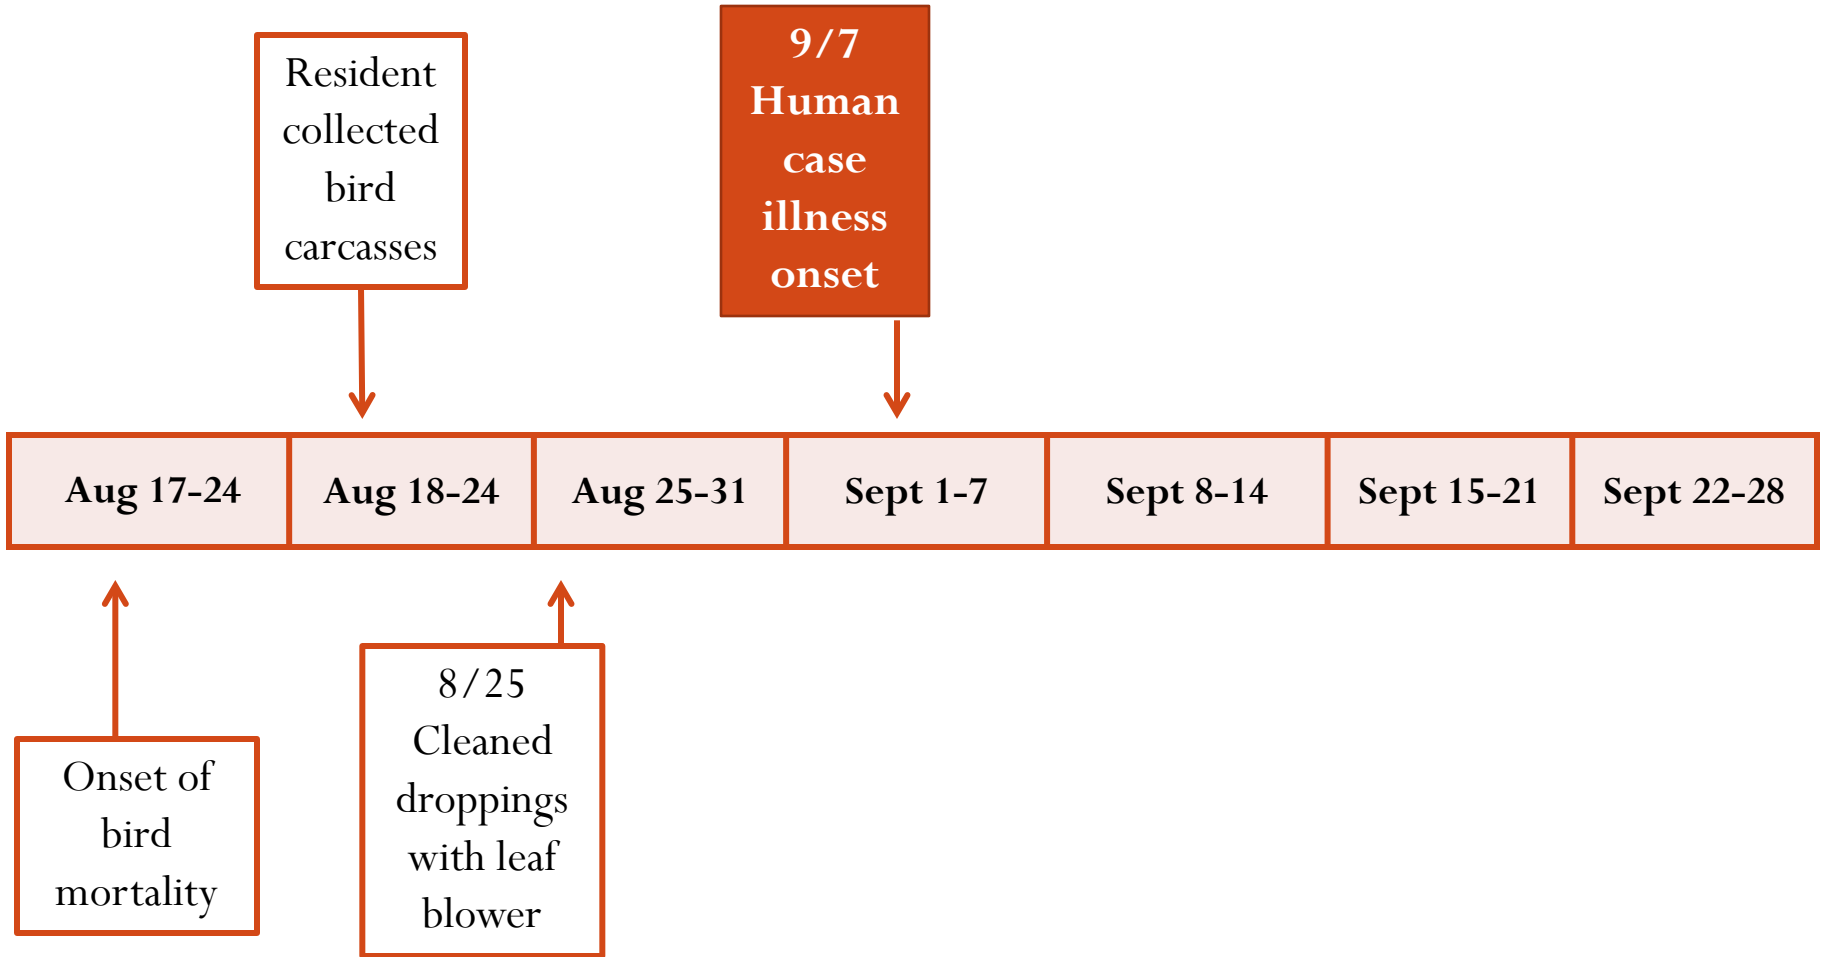 Resident
collected
bird
carcasses
9/7
Human
case
illness
onset
Aug 17-24
Aug 18-24
Aug 25-31
Sept 1-7
Sept 8-14
Sept 15-21
Sept 22-28
Onset of
bird
mortality
8/25
Cleaned
droppings
with leaf
blower